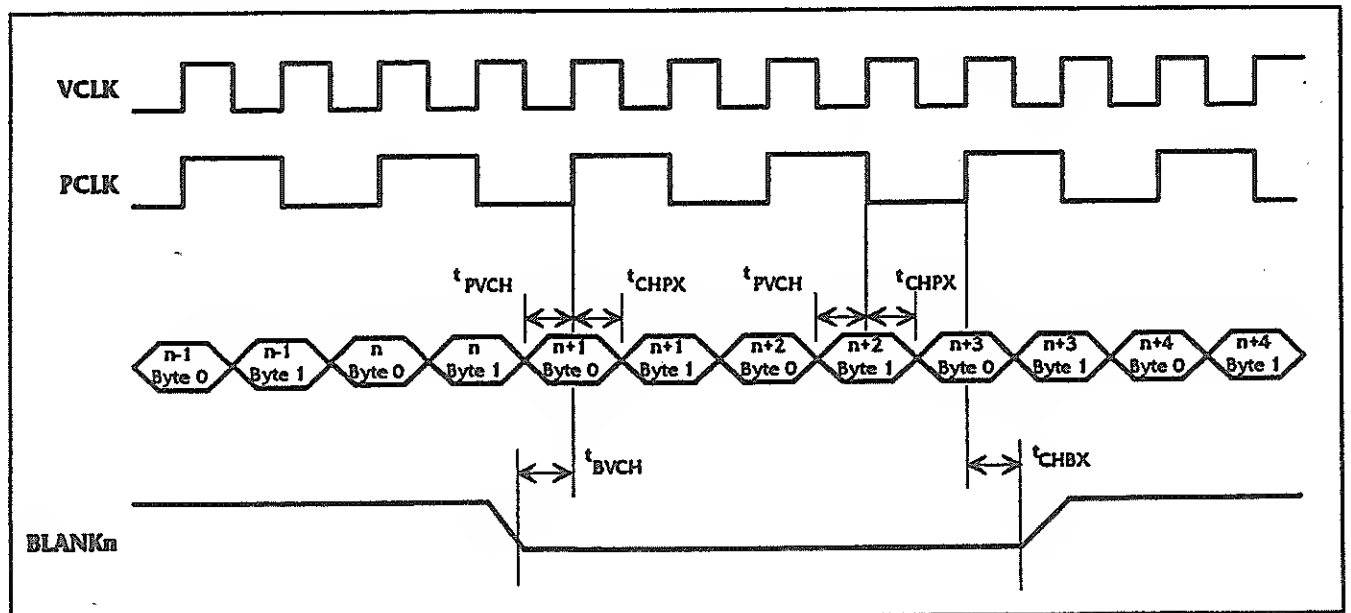 VCLK
PCLK
tPVCH tCHPX tPVCH tCHPX
n-1 n-1 n n n+1 n+1 n+2 n+2 n+3 n+3 n+4 n+4
Byte 0 Byte 1 Byte 0 Byte 1 Byte 0 Byte 1 Byte 0 Byte 1 Byte 0 Byte 1 Byte 0 Byte 1
tBVCH tCHBX
BLANKn